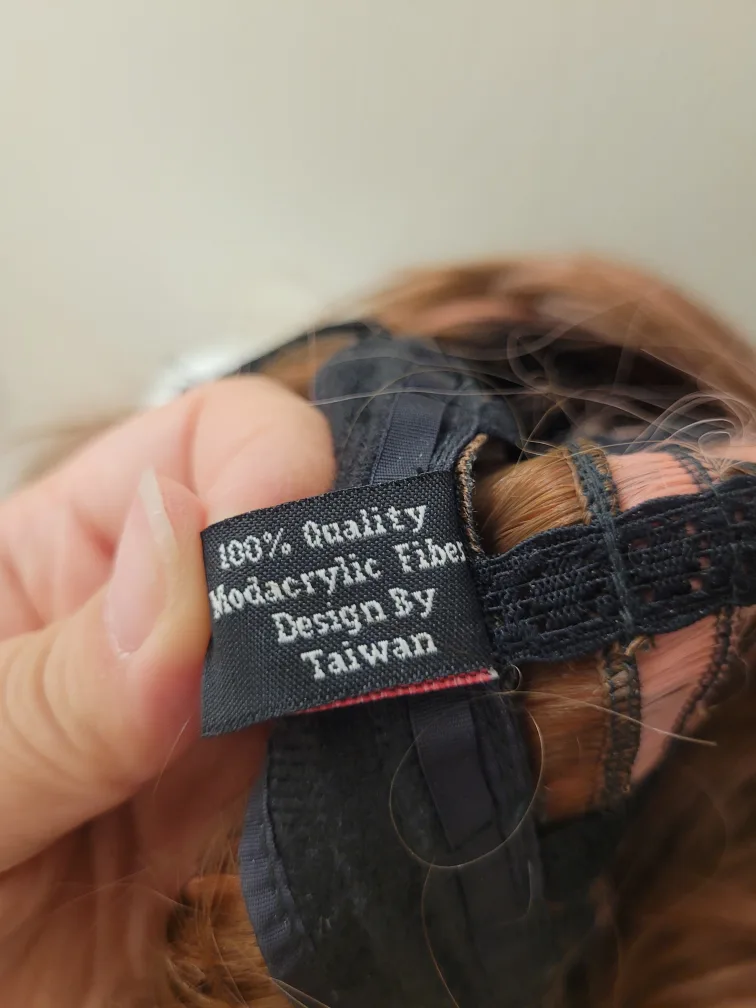 100% Quality
Modacrylic Fiber
Design By
Taiwan